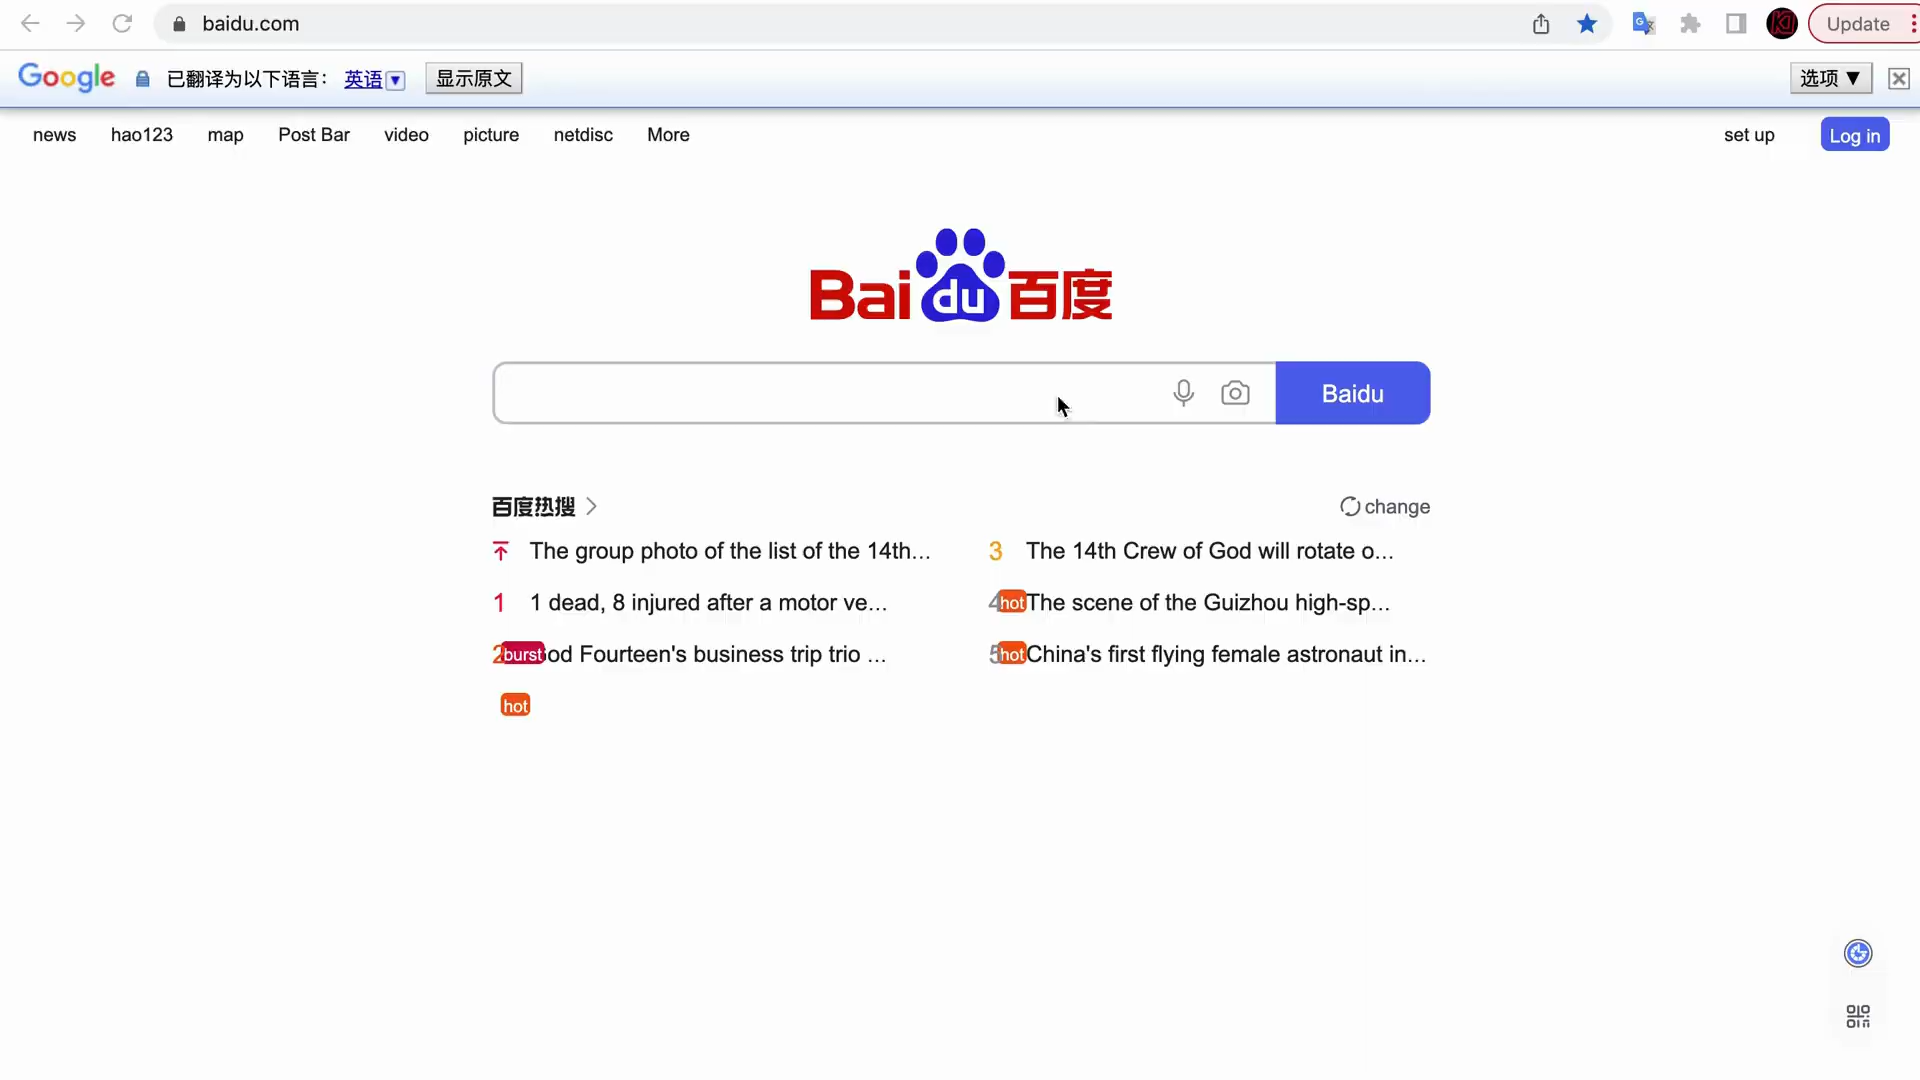 baidu.com
Update
Google 已翻译为以下语言： 英语 ▼ 显示原文 选项 ▼
news hao123 map Post Bar video picture netdisc More set up Log in
Bai du 百度
Baidu
百度热搜 > change
The group photo of the list of the 14th...
1 1 dead, 8 injured after a motor ve...
2 burst od Fourteen's business trip trio ...
hot
3 The 14th Crew of God will rotate o...
4 hot The scene of the Guizhou high-sp...
5 hot China's first flying female astronaut in...